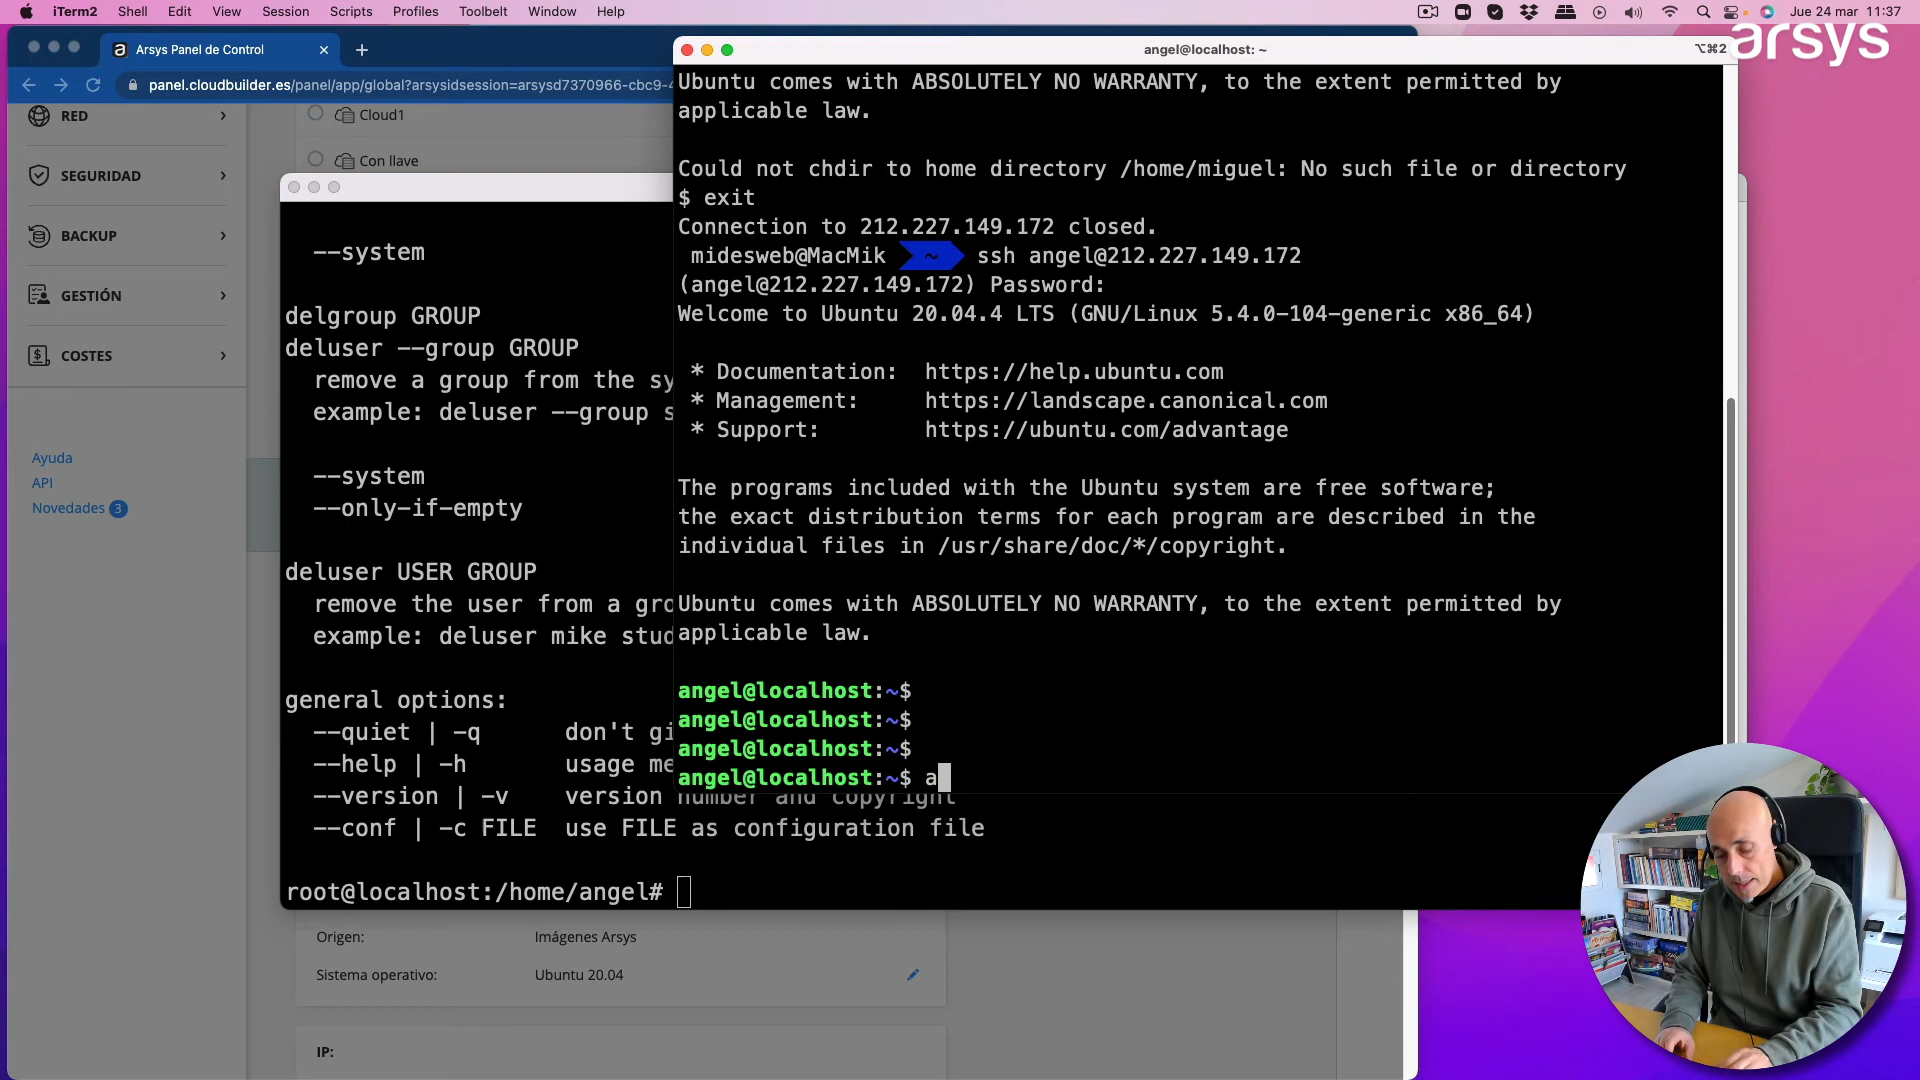 iTerm2 Shell Edit View Session Scripts Profiles Toolbelt Window Help Jue 24 mar 11:37
arsys
Arsys Panel de Control
panel.cloudbuilder.es/panel/app/global?arsysidsession=arsysd7370966-cbc9-4
RED
SEGURIDAD
BACKUP
GESTIÓN
COSTES
Ayuda
API
Novedades 3
Cloud1
Con llave
--system
delgroup GROUP
deluser --group GROUP
remove a group from the sy
example: deluser --group s
--system
--only-if-empty
deluser USER GROUP
remove the user from a gro
example: deluser mike stud
general options:
--quiet | -q don't gi
--help | -h usage me
--version | -v version number and copyright
--conf | -c FILE use FILE as configuration file
root@localhost:/home/angel#
angel@localhost: ~
⌥⌘2
Ubuntu comes with ABSOLUTELY NO WARRANTY, to the extent permitted by
applicable law.
Could not chdir to home directory /home/miguel: No such file or directory
$ exit
Connection to 212.227.149.172 closed.
midesweb@MacMik ~ ssh angel@212.227.149.172
(angel@212.227.149.172) Password:
Welcome to Ubuntu 20.04.4 LTS (GNU/Linux 5.4.0-104-generic x86_64)
* Documentation: https://help.ubuntu.com
* Management: https://landscape.canonical.com
* Support: https://ubuntu.com/advantage
The programs included with the Ubuntu system are free software;
the exact distribution terms for each program are described in the
individual files in /usr/share/doc/*/copyright.
Ubuntu comes with ABSOLUTELY NO WARRANTY, to the extent permitted by
applicable law.
angel@localhost:~$
angel@localhost:~$
angel@localhost:~$
angel@localhost:~$ a
Origen: Imágenes Arsys
Sistema operativo: Ubuntu 20.04
IP: